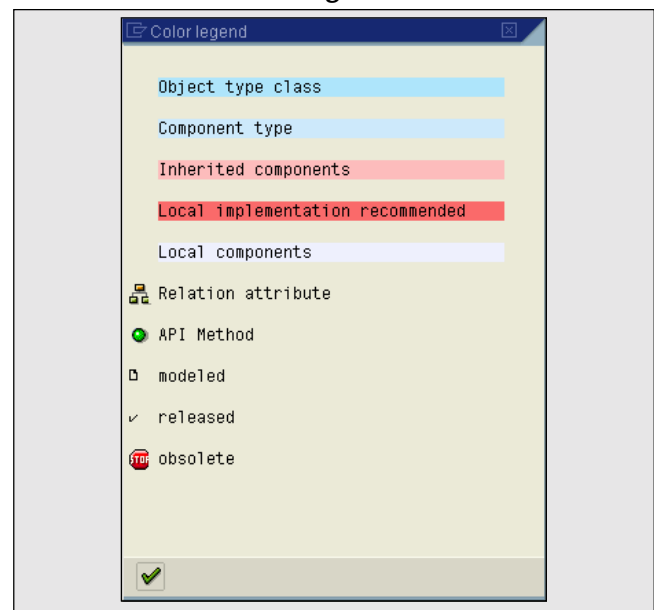 Color legend
Object type class
Component type
Inherited components
Local implementation recommended
Local components
Relation attribute
API Method
modeled
released
STOP obsolete